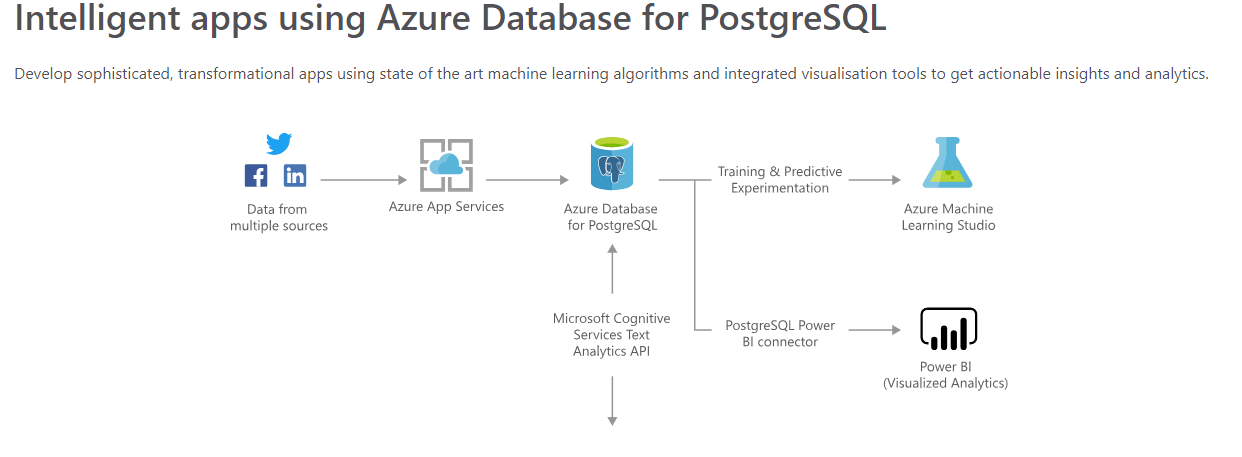 Intelligent apps using Azure Database for PostgreSQL
Develop sophisticated, transformational apps using state of the art machine learning algorithms and integrated visualisation tools to get actionable insights and analytics.
f
in
Data from
multiple sources
Azure App Services
Azure Database
for PostgreSQL
Training & Predictive
Experimentation
Azure Machine
Learning Studio
Microsoft Cognitive
Services Text
Analytics API
PostgreSQL Power
BI connector
Power BI
(Visualized Analytics)